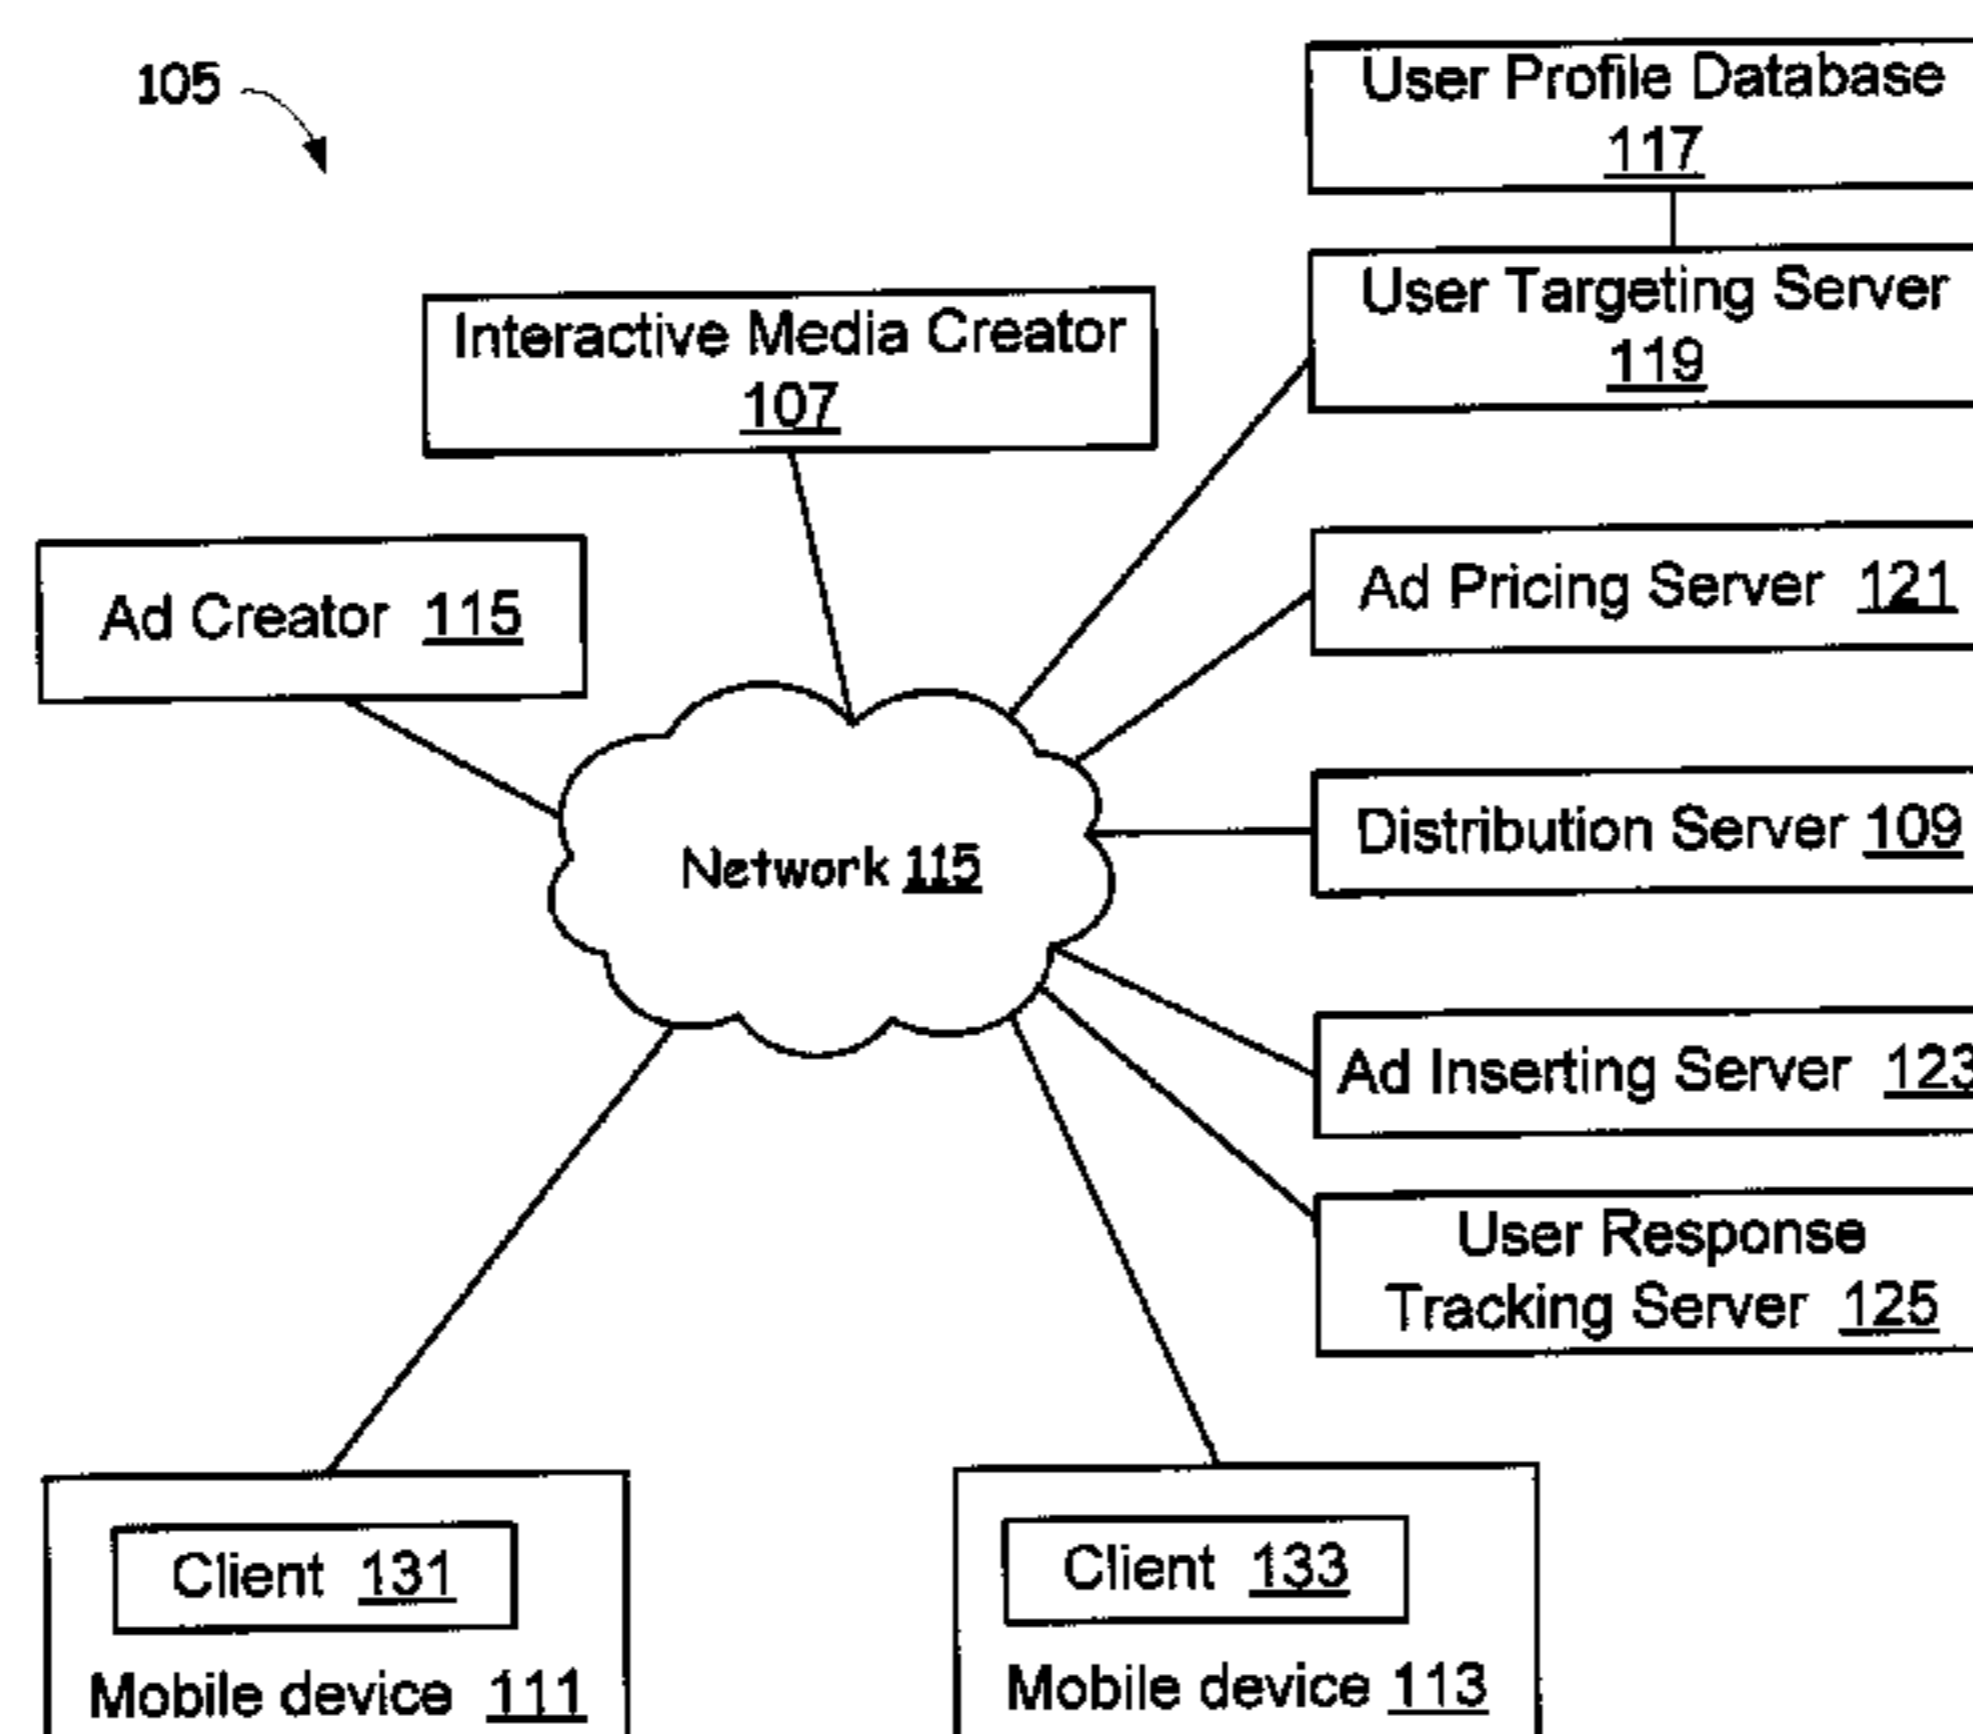 105
User Profile Database
117
User Targeting Server
119
Interactive Media Creator
107
Ad Creator 115
Ad Pricing Server 121
Network 115
Distribution Server 109
Ad Inserting Server 123
User Response
Tracking Server 125
Client 131
Mobile device 111
Client 133
Mobile device 113